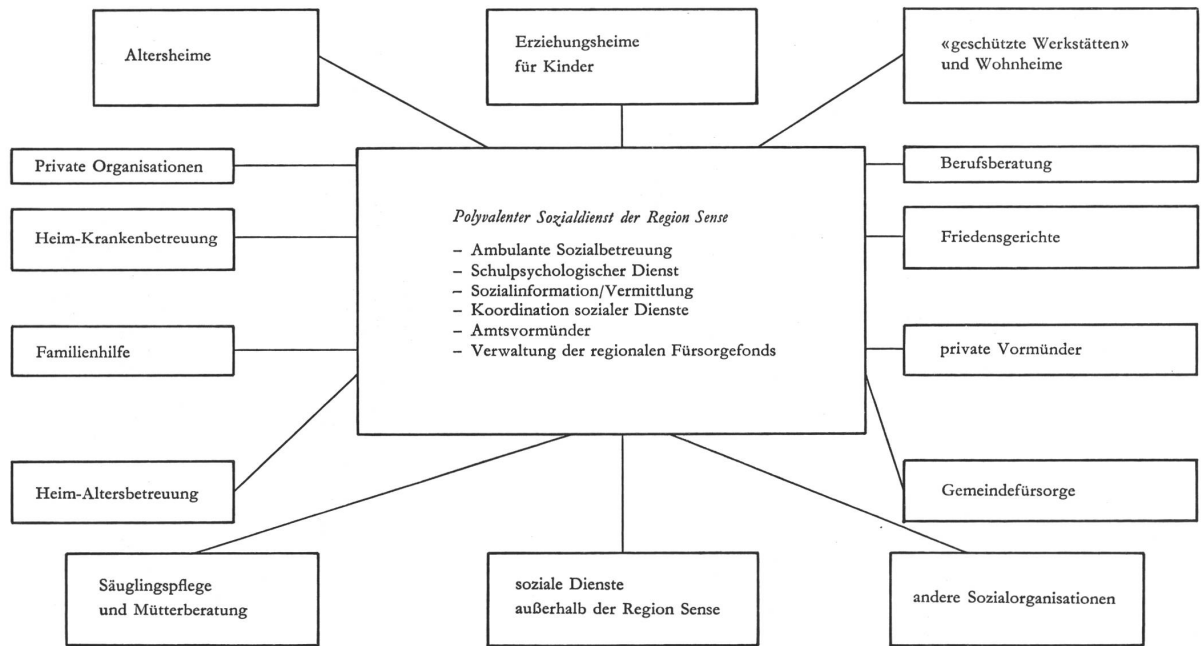 Altersheime
Erziehungsheime
für Kinder
«geschützte Werkstätten»
und Wohnheime
Private Organisationen
Berufsberatung
Heim-Krankenbetreuung
Friedensgerichte
Polyvalenter Sozialdienst der Region Sense
– Ambulante Sozialbetreuung
– Schulpsychologischer Dienst
– Sozialinformation/Vermittlung
– Koordination sozialer Dienste
– Amtsvormünder
– Verwaltung der regionalen Fürsorgefonds
Familienhilfe
private Vormünder
Heim-Altersbetreuung
Gemeindefürsorge
Säuglingspflege
und Mütterberatung
soziale Dienste
außerhalb der Region Sense
andere Sozialorganisationen